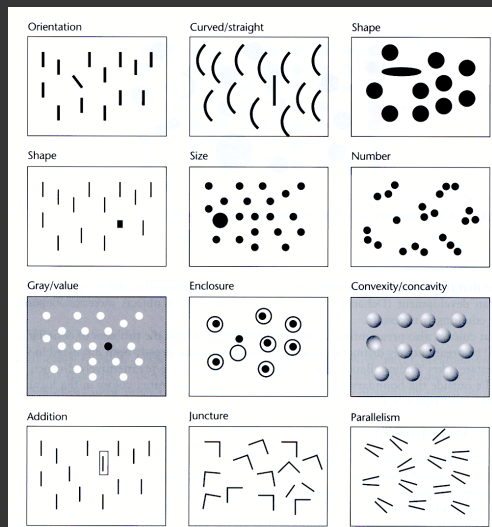 Orientation
Curved/straight
Shape
Shape
Size
Number
Gray/value
Enclosure
Convexity/concavity
Addition
Juncture
Parallelism